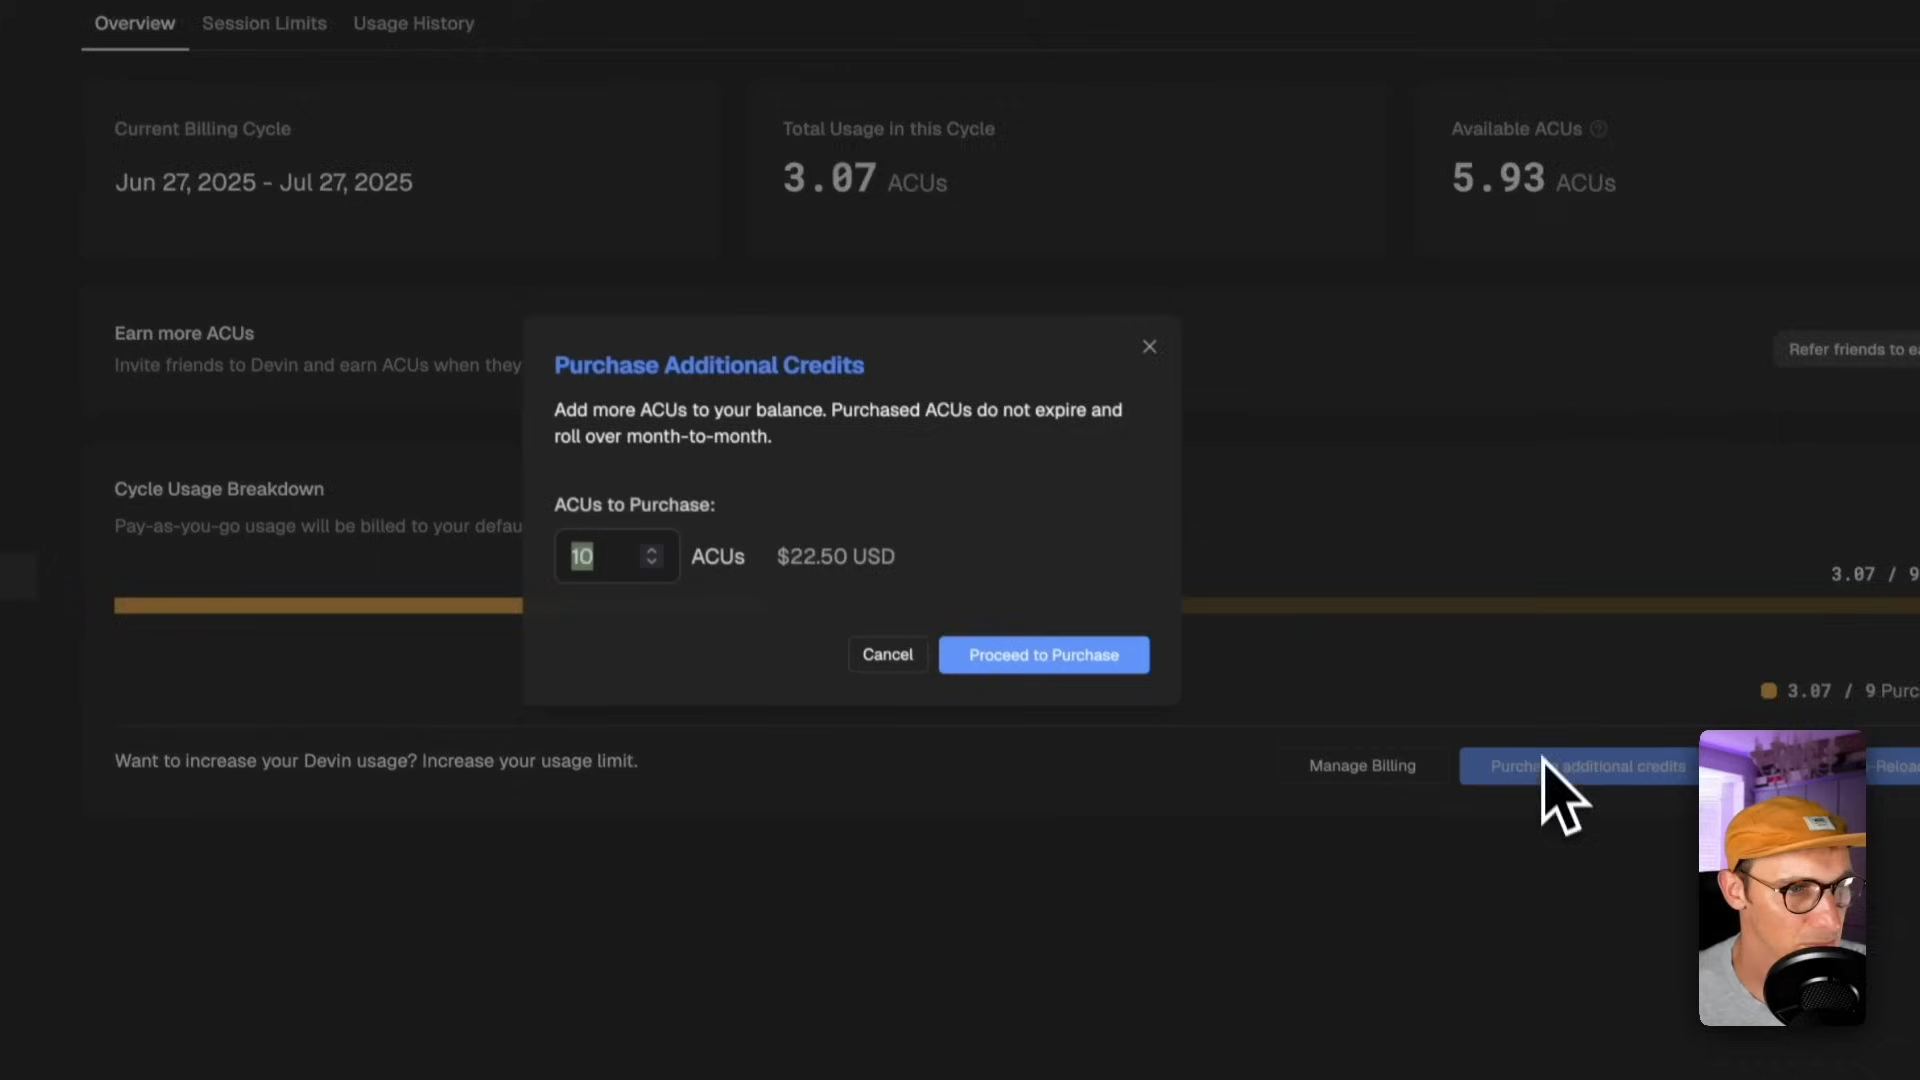 Overview Session Limits Usage History
Current Billing Cycle
Jun 27, 2025 - Jul 27, 2025
Total Usage in this Cycle
3.07 ACUs
Available ACUs
5.93 ACUs
Earn more ACUs
Invite friends to Devin and earn ACUs when they
Refer friends to
Purchase Additional Credits
Add more ACUs to your balance. Purchased ACUs do not expire and
roll over month-to-month.
ACUs to Purchase:
10 ACUs $22.50 USD
Cancel Proceed to Purchase
Cycle Usage Breakdown
Pay-as-you-go usage will be billed to your
3.07 / 9
3.07 / 9
Want to increase your Devin usage? Increase your usage limit.
Manage Billing
additional credits